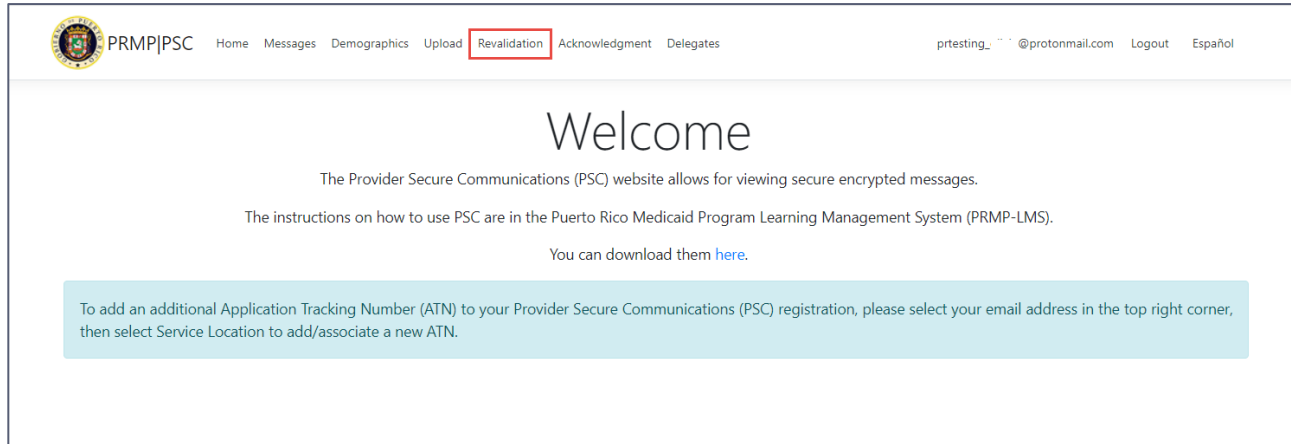 PRMP|PSC Home Messages Demographics Upload Revalidation Acknowledgment Delegates prtesting_ @protonmail.com Logout Español
Welcome
The Provider Secure Communications (PSC) website allows for viewing secure encrypted messages.
The instructions on how to use PSC are in the Puerto Rico Medicaid Program Learning Management System (PRMP-LMS).
You can download them here.
To add an additional Application Tracking Number (ATN) to your Provider Secure Communications (PSC) registration, please select your email address in the top right corner,
then select Service Location to add/associate a new ATN.